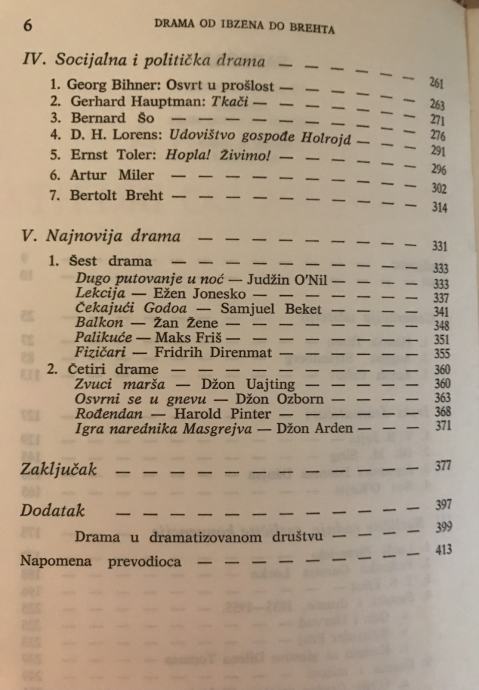 6 DRAMA OD IBZENA DO BREHTA
IV. Socijalna i politička drama — — — — — — 261
1. Georg Bihner: Osvrt u prošlost — — — — — — 263
2. Gerhard Hauptman: Tkači — — — — — — — 271
3. Bernard Šo — — — — — — — — — — 276
4. D. H. Lorens: Udovištvo gospođe Holrojd — — — 291
5. Ernst Toler: Hopla! Živimo! — — — — — — 296
6. Artur Miler — — — — — — — — — — 302
7. Bertolt Breht — — — — — — — — — — 314
V. Najnovija drama — — — — — — — — — 331
1. Šest drama — — — — — — — — — — 333
Dugo putovanje u noć — Judžin O'Nil — — — — 333
Lekcija — Ežen Jonesko — — — — — — — 337
Čekajući Godoa — Samjuel Beket — — — — 341
Balkon — Žan Žene — — — — — — — — 348
Palikuće — Maks Friš — — — — — — — 351
Fizičari — Fridrih Direnmat — — — — — — 355
2. Četiri drame — — — — — — — — — — 360
Zvuci marša — Džon Uajting — — — — — 360
Osvrni se u gnevu — Džon Ozborn — — — — 363
Rođendan — Harold Pinter — — — — — — 368
Igra narednika Masgrejva — Džon Arden — — — 371
Zaključak — — — — — — — — — — — — 377
Dodatak — — — — — — — — — — — — 397
Drama u dramatizovanom društvu — — — — — 399
Napomena prevodioca — — — — — — — — — 413